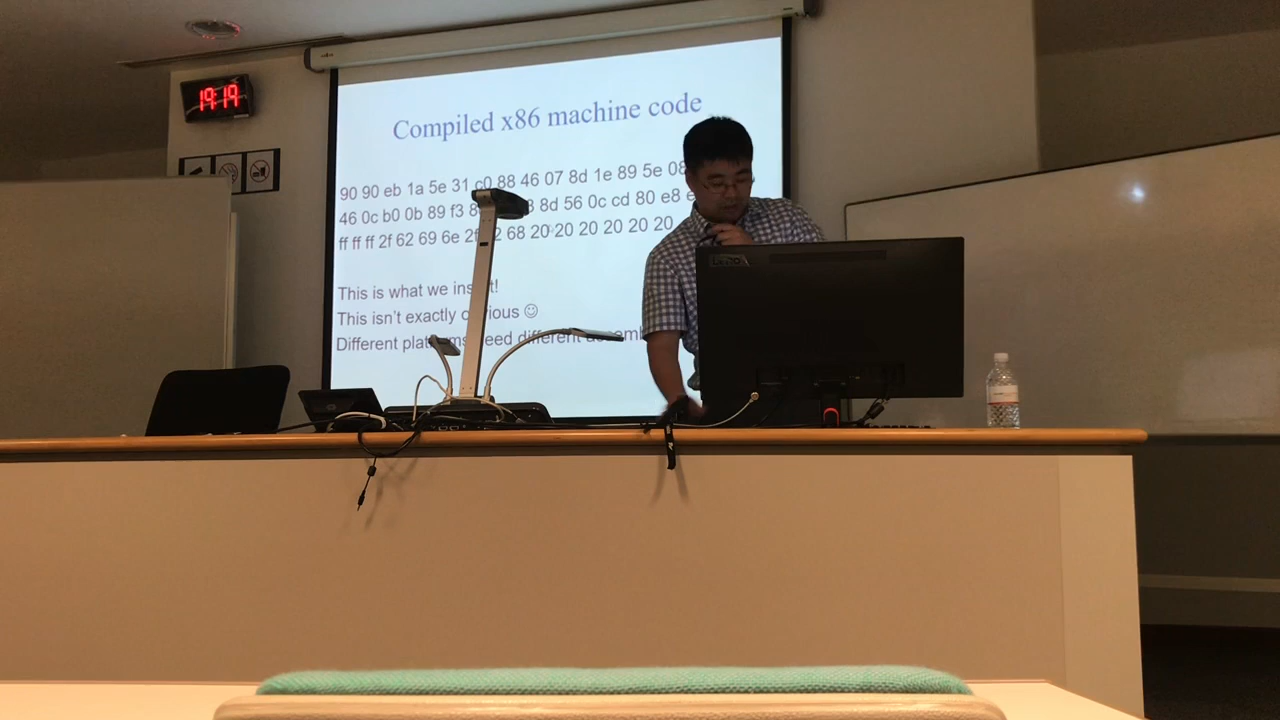 19:19
Compiled x86 machine code
90 90 eb 1a 5e 31 c0 88 46 07 8d 1e 89 5e 08
46 0c b0 0b 89 f3 8d 56 0c cd 80 e8
ff ff ff 2f 62 69 6e 2f 68 20 20 20 20 20 20
This is what we
This isn't exactly
Different different